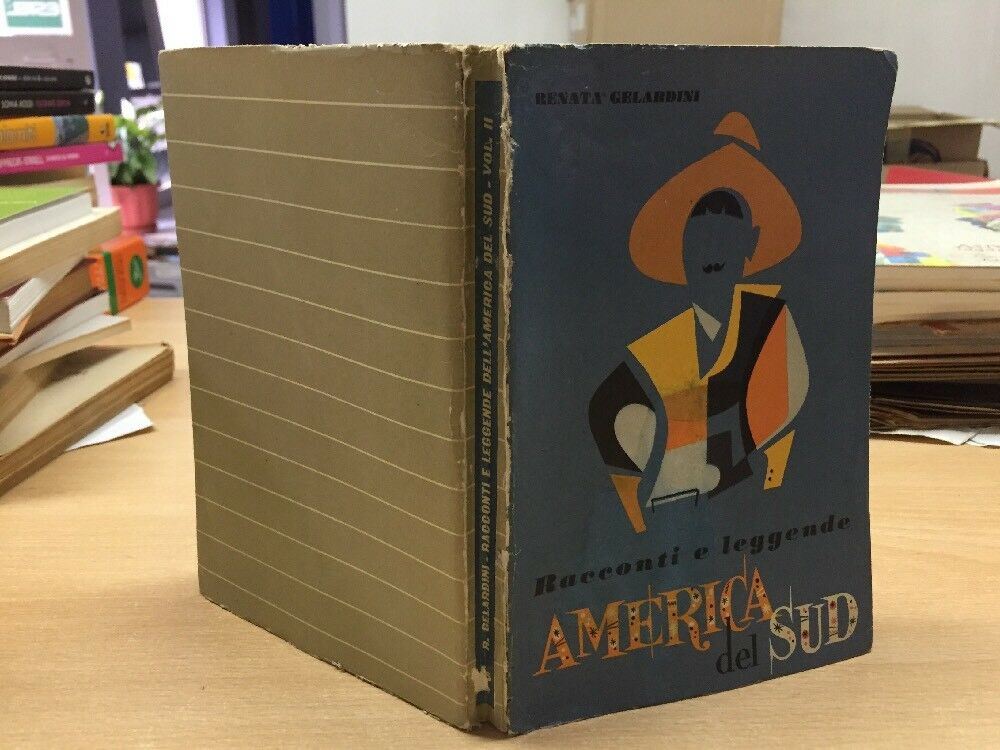 RENATA GELARDINI
Racconti e leggende
AMERICA
del SUD
R. GELARDINI - RACCONTI E LEGGENDE DELL'AMERICA DEL SUD - VOL. II